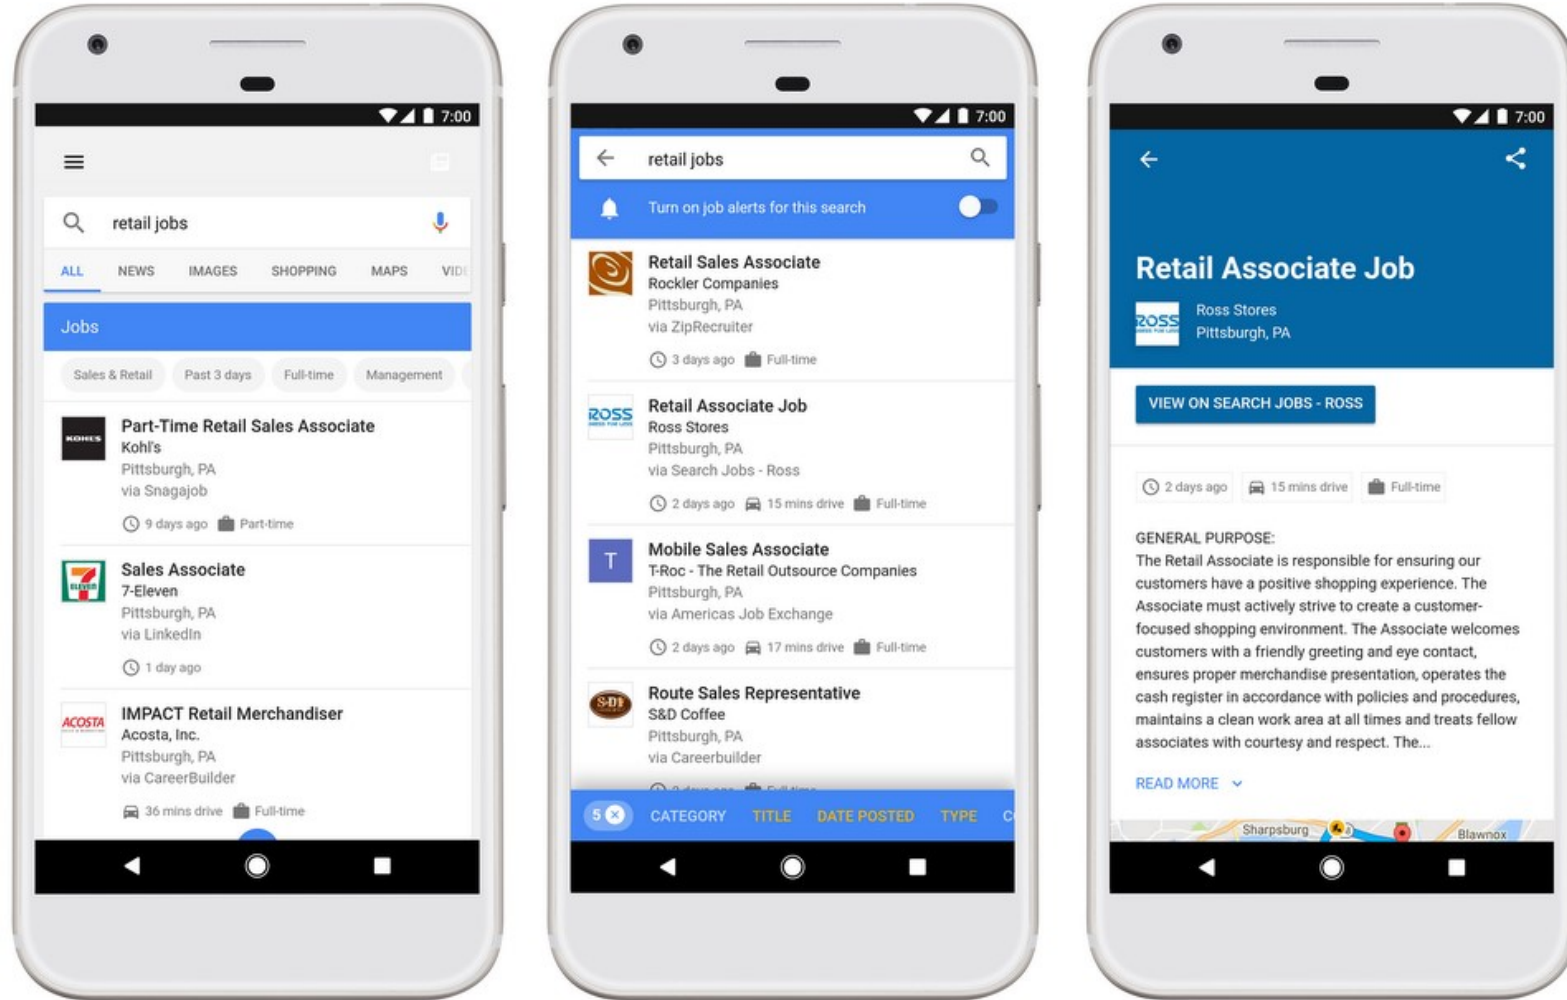 7:00
retail jobs
ALL NEWS IMAGES SHOPPING MAPS VIDE
Jobs
Sales & Retail Past 3 days Full-time Management
KOHL'S
Part-Time Retail Sales Associate
Kohl's
Pittsburgh, PA
via Snagajob
9 days ago Part-time
ELEVEN
Sales Associate
7-Eleven
Pittsburgh, PA
via LinkedIn
1 day ago
ACOSTA
IMPACT Retail Merchandiser
Acosta, Inc.
Pittsburgh, PA
via CareerBuilder
36 mins drive Full-time
7:00
retail jobs
Turn on job alerts for this search
Retail Sales Associate
Rockler Companies
Pittsburgh, PA
via ZipRecruiter
3 days ago Full-time
ROSS
DRESS FOR LESS
Retail Associate Job
Ross Stores
Pittsburgh, PA
via Search Jobs - Ross
2 days ago 15 mins drive Full-time
T
Mobile Sales Associate
T-Roc - The Retail Outsource Companies
Pittsburgh, PA
via Americas Job Exchange
2 days ago 17 mins drive Full-time
S&D
Route Sales Representative
S&D Coffee
Pittsburgh, PA
via Careerbuilder
5 CATEGORY TITLE DATE POSTED TYPE CO
7:00
Retail Associate Job
ROSS
DRESS FOR LESS
Ross Stores
Pittsburgh, PA
VIEW ON SEARCH JOBS - ROSS
2 days ago 15 mins drive Full-time
GENERAL PURPOSE:
The Retail Associate is responsible for ensuring our
customers have a positive shopping experience. The
Associate must actively strive to create a customer-
focused shopping environment. The Associate welcomes
customers with a friendly greeting and eye contact,
ensures proper merchandise presentation, operates the
cash register in accordance with policies and procedures,
maintains a clean work area at all times and treats fellow
associates with courtesy and respect. The...
READ MORE
Sharpsburg Blawnox